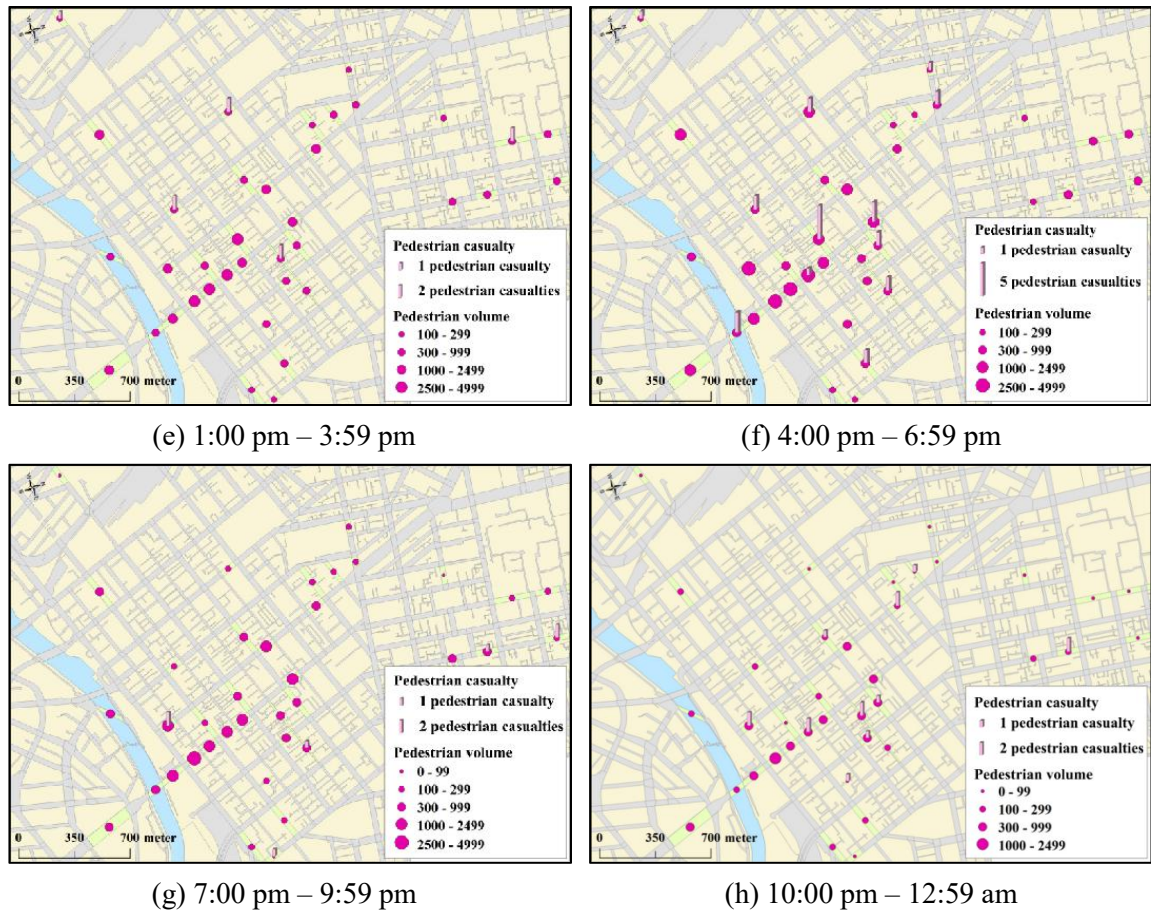 Pedestrian casualty
1 pedestrian casualty
2 pedestrian casualties
Pedestrian volume
100 - 299
300 - 999
1000 - 2499
2500 - 4999
0 350 700 meter
(e) 1:00 pm – 3:59 pm
Pedestrian casualty
1 pedestrian casualty
5 pedestrian casualties
Pedestrian volume
100 - 299
300 - 999
1000 - 2499
2500 - 4999
0 350 700 meter
(f) 4:00 pm – 6:59 pm
Pedestrian casualty
1 pedestrian casualty
2 pedestrian casualties
Pedestrian volume
0 - 99
100 - 299
300 - 999
1000 - 2499
2500 - 4999
0 350 700 meter
(g) 7:00 pm – 9:59 pm
Pedestrian casualty
1 pedestrian casualty
2 pedestrian casualties
Pedestrian volume
0 - 99
100 - 299
300 - 999
1000 - 2499
0 350 700 meter
(h) 10:00 pm – 12:59 am